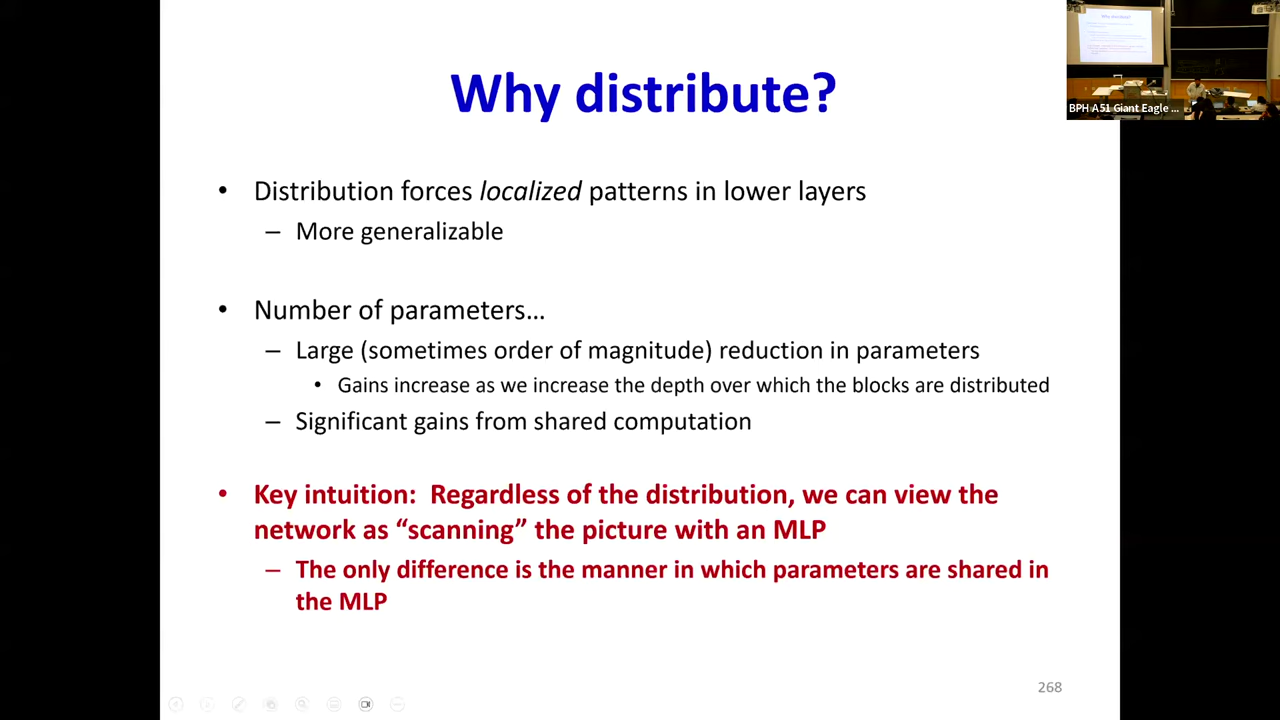 Why distribute?
BPH A51 Giant Eagle ...
• Distribution forces localized patterns in lower layers
– More generalizable
• Number of parameters…
– Large (sometimes order of magnitude) reduction in parameters
• Gains increase as we increase the depth over which the blocks are distributed
– Significant gains from shared computation
• Key intuition: Regardless of the distribution, we can view the
network as “scanning” the picture with an MLP
– The only difference is the manner in which parameters are shared in
the MLP
268